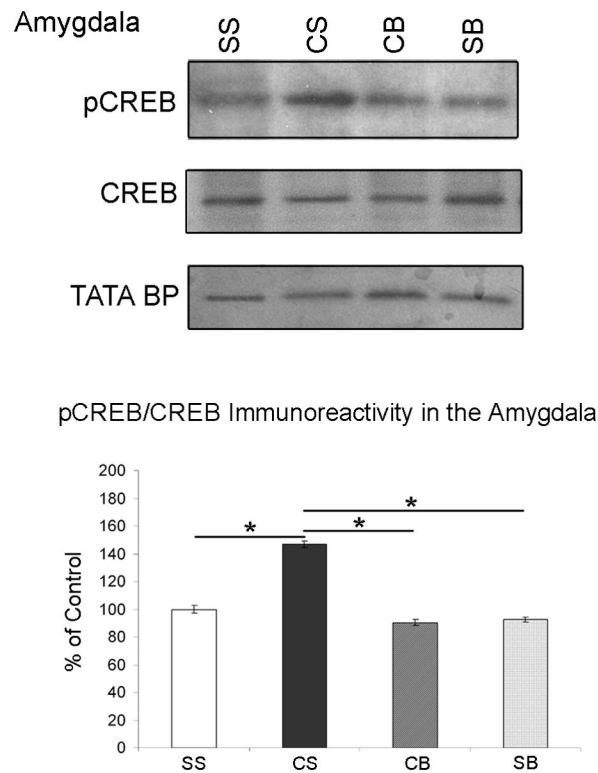 Amygdala
SS CS CB SB
pCREB
CREB
TATA BP
pCREB/CREB Immunoreactivity in the Amygdala
% of Control
200
180
160
140
120
100
80
60
40
20
0
*
*
*
SS CS CB SB